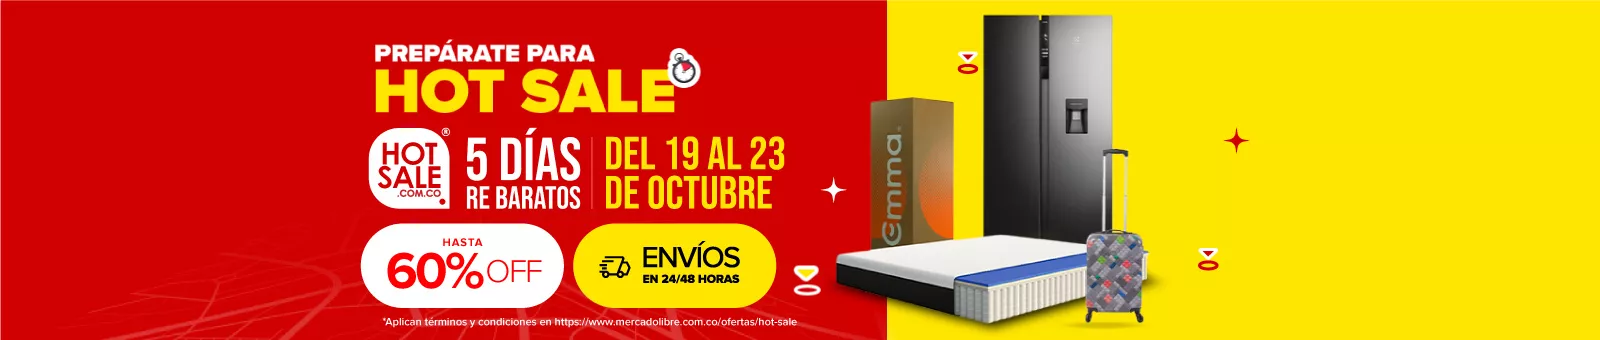 PREPÁRATE PARA
HOT SALE
HOT
SALE®
.COM.CO
5 DÍAS
RE BARATOS
DEL 19 AL 23
DE OCTUBRE
HASTA
60% OFF
ENVÍOS
EN 24/48 HORAS
*Aplican términos y condiciones en https://www.mercadolibre.com.co/ofertas/hot-sale
emma®